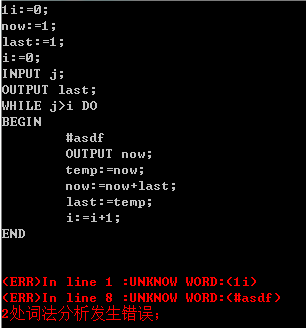 1i:=0;
now:=1;
last:=1;
i:=0;
INPUT j;
OUTPUT last;
WHILE j>i DO
BEGIN
#asdf
OUTPUT now;
temp:=now;
now:=now+last;
last:=temp;
i:=i+1;
END
(ERR)In line 1 :UNKNOW WORD:(1i)
(ERR)In line 8 :UNKNOW WORD:(#asdf)
2处词法分析发生错误;